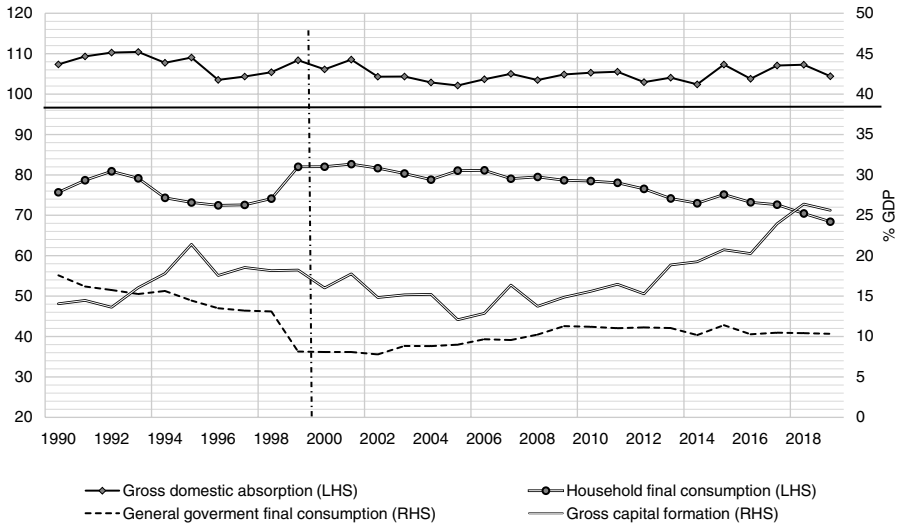 120 50
110 45
100 40
90 35
80 30
70 25
60 20
50 15
40 10
30 5
20 0
% GDP
1990 1992 1994 1996 1998 2000 2002 2004 2006 2008 2010 2012 2014 2016 2018
Gross domestic absorption (LHS) Household final consumption (LHS)
General goverment final consumption (RHS) Gross capital formation (RHS)